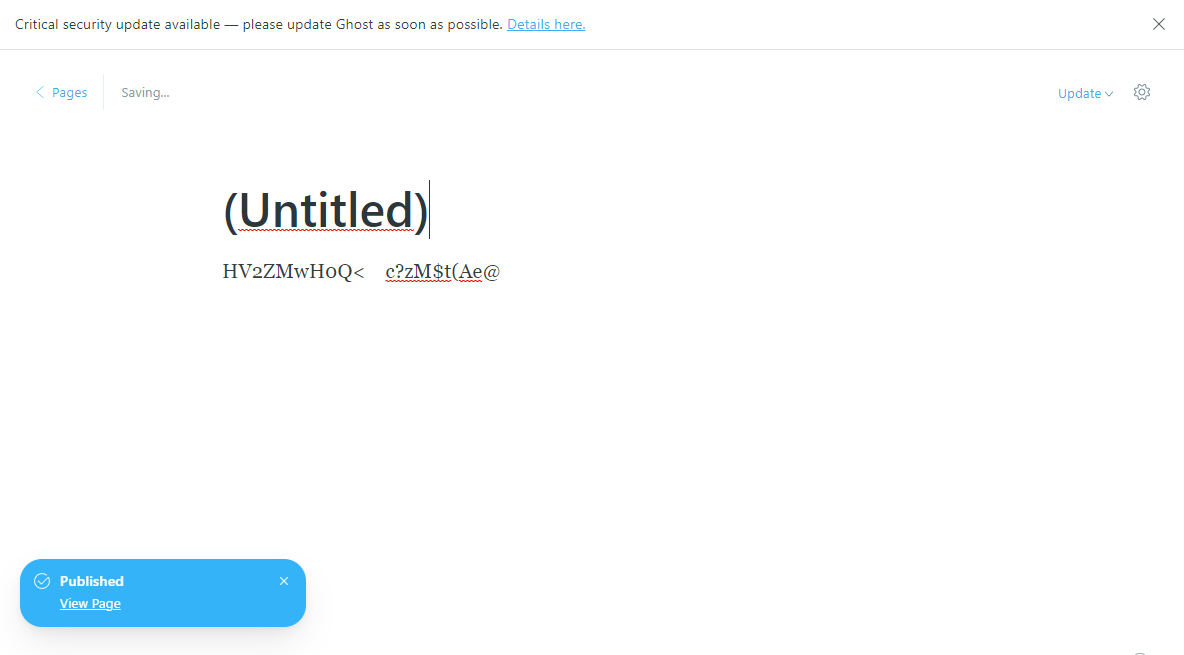 Critical security update available — please update Ghost as soon as possible. Details here.
Pages
Saving...
Update
(Untitled)
HV2ZMwH0Q< c?zM$t(Ae@
Published
View Page